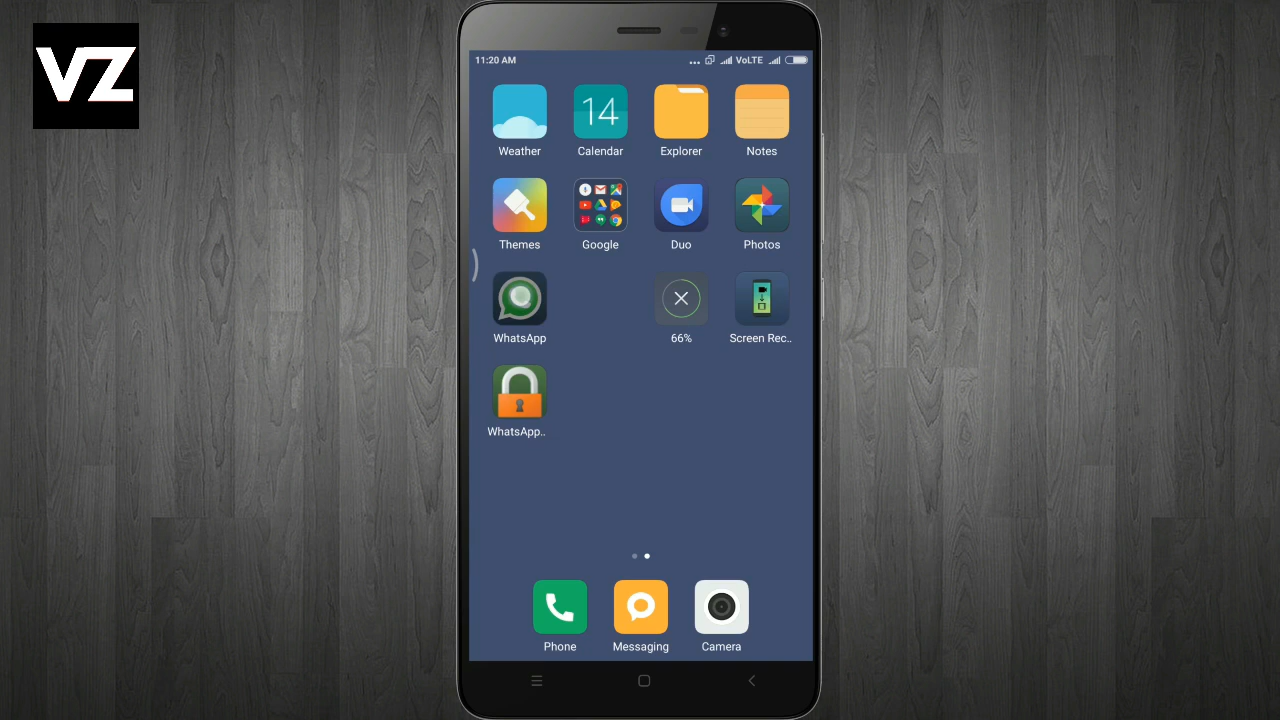 VZ
11:20 AM
... VoLTE
14
Weather
Calendar
Explorer
Notes
Themes
Google
Duo
Photos
WhatsApp
66%
Screen Rec..
WhatsApp..
Phone
Messaging
Camera